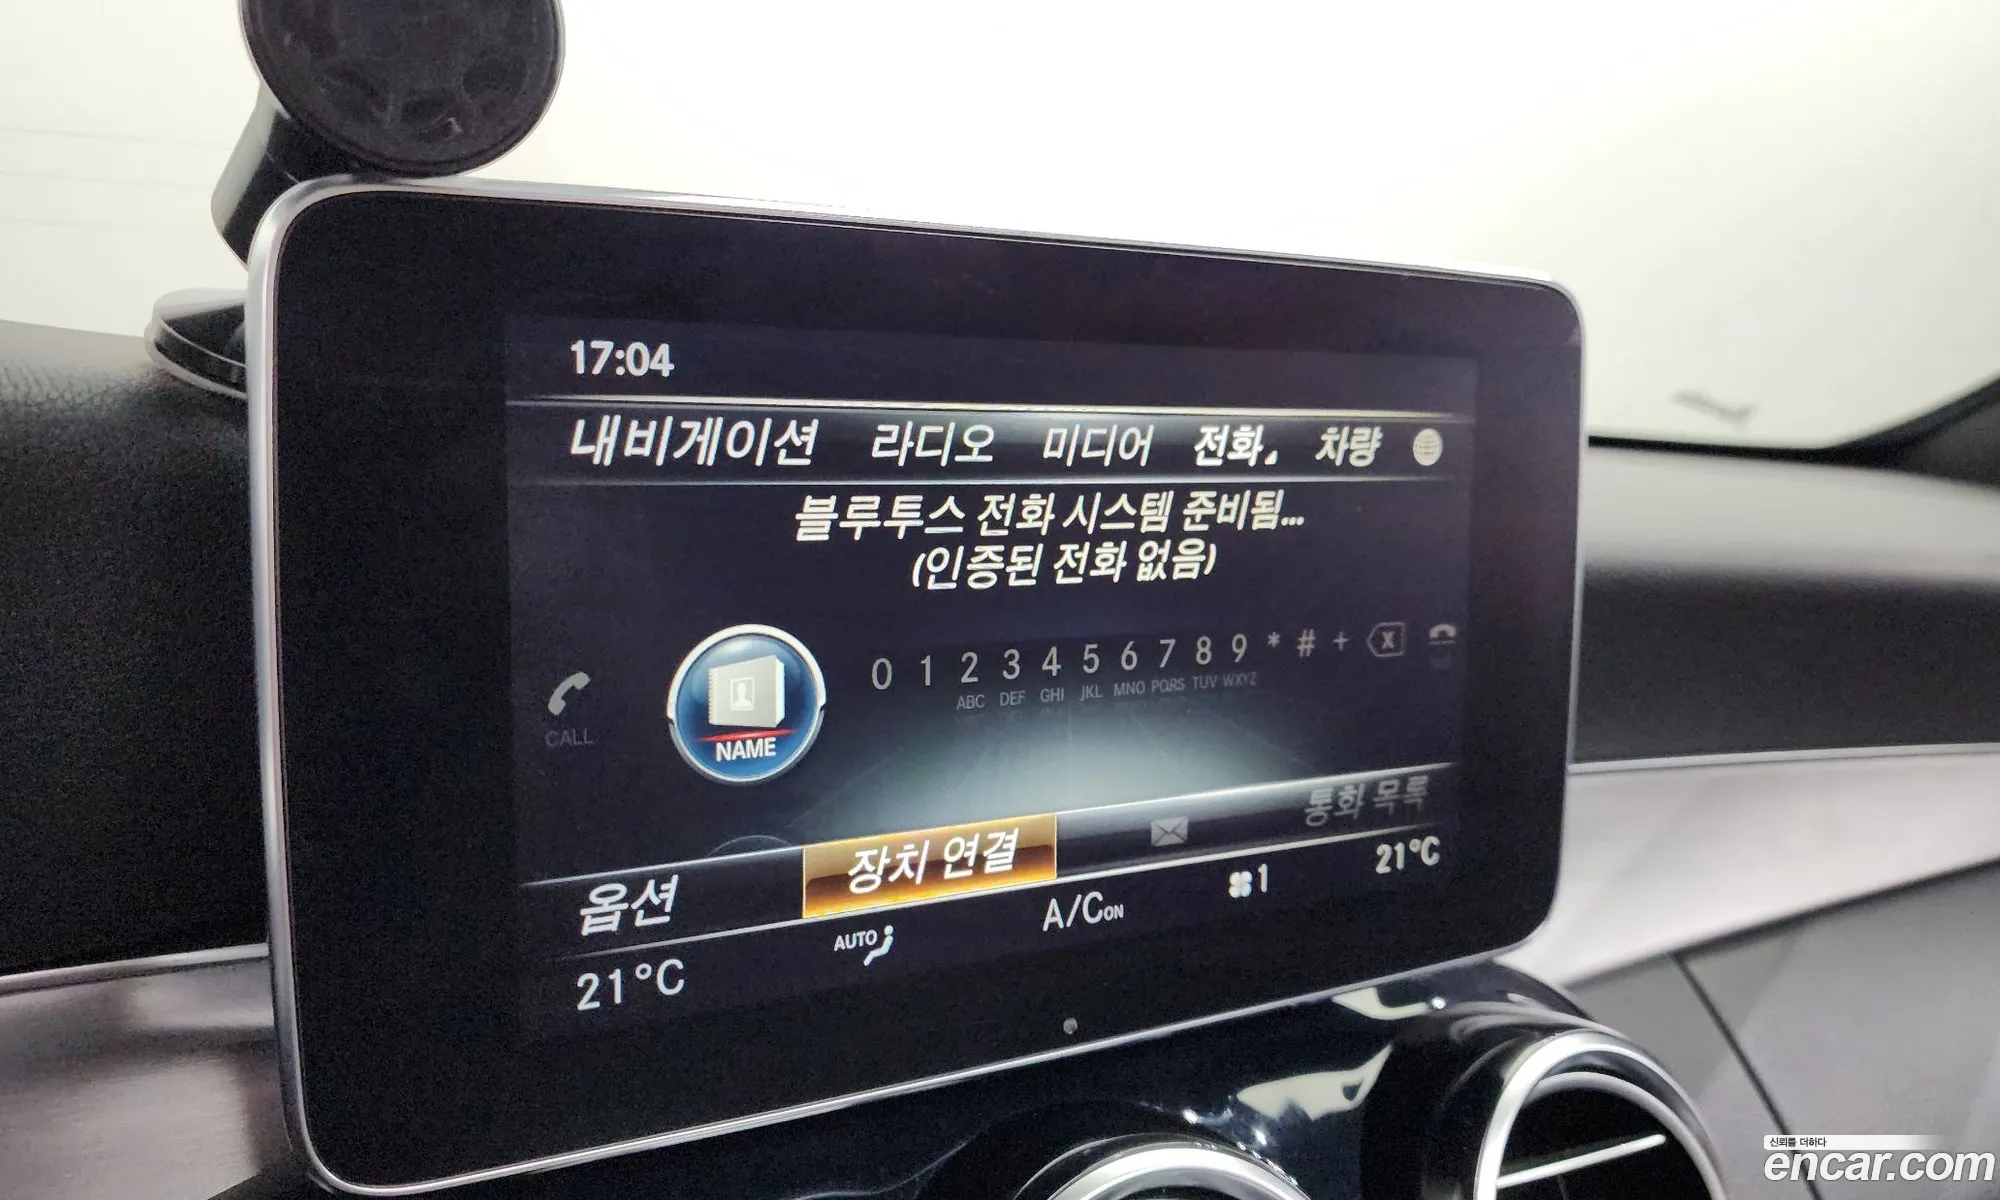 17:04
내비게이션 라디오 미디어 전화 차량
블루투스 전화 시스템 준비됨...
(인증된 전화 없음)
CALL
NAME
0 1 2 3 4 5 6 7 8 9 * # +
ABC DEF GHI JKL MNO PQRS TUV WXYZ
옵션 장치 연결 통화 목록
21°C AUTO A/C ON 1 21°C
신뢰를 더하다
encar.com